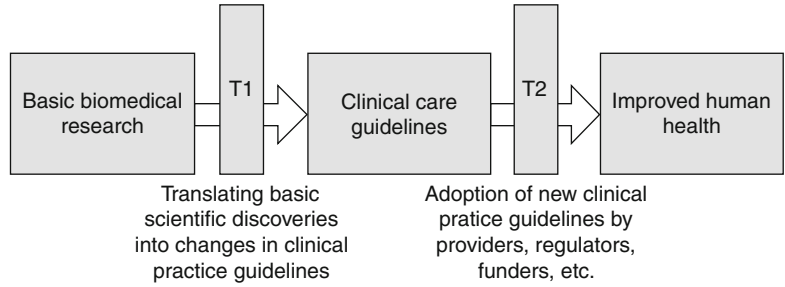 Basic biomedical
research
T1
Clinical care
guidelines
T2
Improved human
health
Translating basic
scientific discoveries
into changes in clinical
practice guidelines
Adoption of new clinical
pratice guidelines by
providers, regulators,
funders, etc.